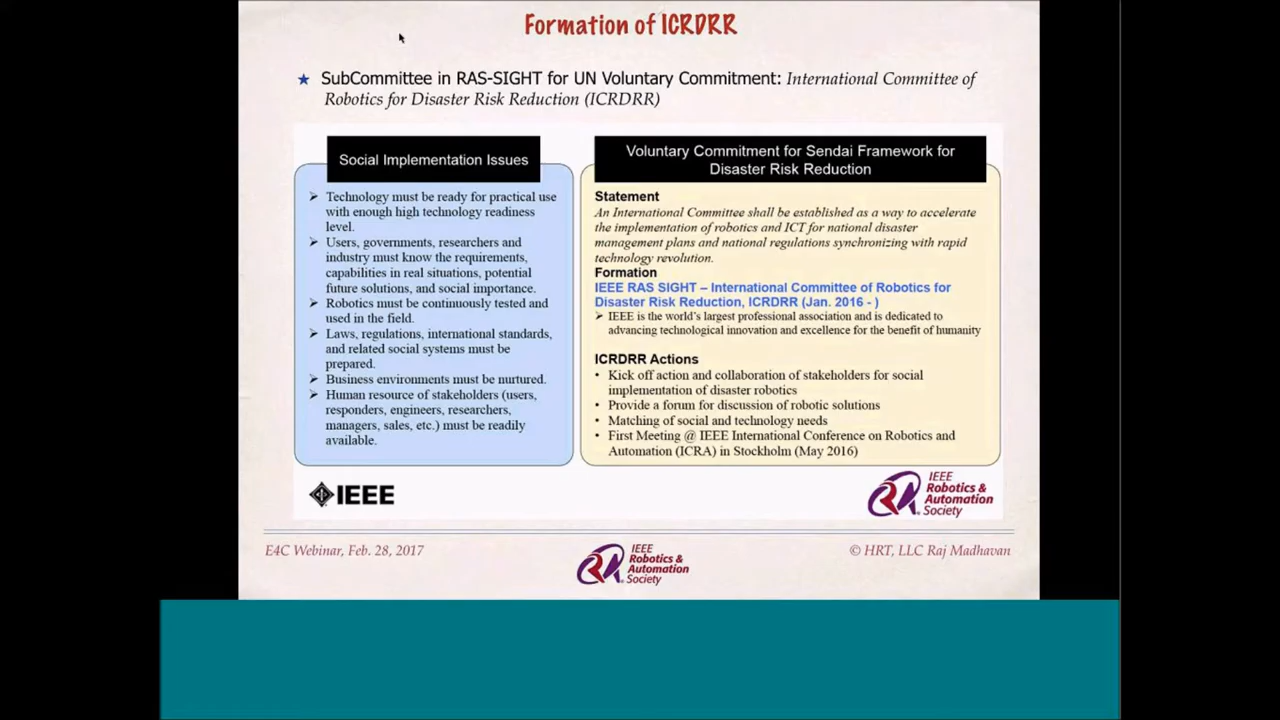 Formation of ICRDRR
★ SubCommittee in RAS-SIGHT for UN Voluntary Commitment: International Committee of
Robotics for Disaster Risk Reduction (ICRDRR)
Social Implementation Issues
➢ Technology must be ready for practical use
with enough high technology readiness
level.
➢ Users, governments, researchers and
industry must know the requirements,
capabilities in real situations, potential
future solutions, and social importance.
➢ Robotics must be continuously tested and
used in the field.
➢ Laws, regulations, international standards,
and related social systems must be
prepared.
➢ Business environments must be nurtured.
➢ Human resource of stakeholders (users,
responders, engineers, researchers,
managers, sales, etc.) must be readily
available.
Voluntary Commitment for Sendai Framework for
Disaster Risk Reduction
Statement
An International Committee shall be established as a way to accelerate
the implementation of robotics and ICT for national disaster
management plans and national regulations synchronizing with rapid
technology revolution.
Formation
IEEE RAS SIGHT – International Committee of Robotics for
Disaster Risk Reduction, ICRDRR (Jan. 2016 - )
➢ IEEE is the world's largest professional association and is dedicated to
advancing technological innovation and excellence for the benefit of humanity
ICRDRR Actions
• Kick off action and collaboration of stakeholders for social
implementation of disaster robotics
• Provide a forum for discussion of robotic solutions
• Matching of social and technology needs
• First Meeting @ IEEE International Conference on Robotics and
Automation (ICRA) in Stockholm (May 2016)
IEEE
IEEE
Robotics &
Automation
Society
E4C Webinar, Feb. 28, 2017
IEEE
Robotics &
Automation
Society
© HRT, LLC Raj Madhavan